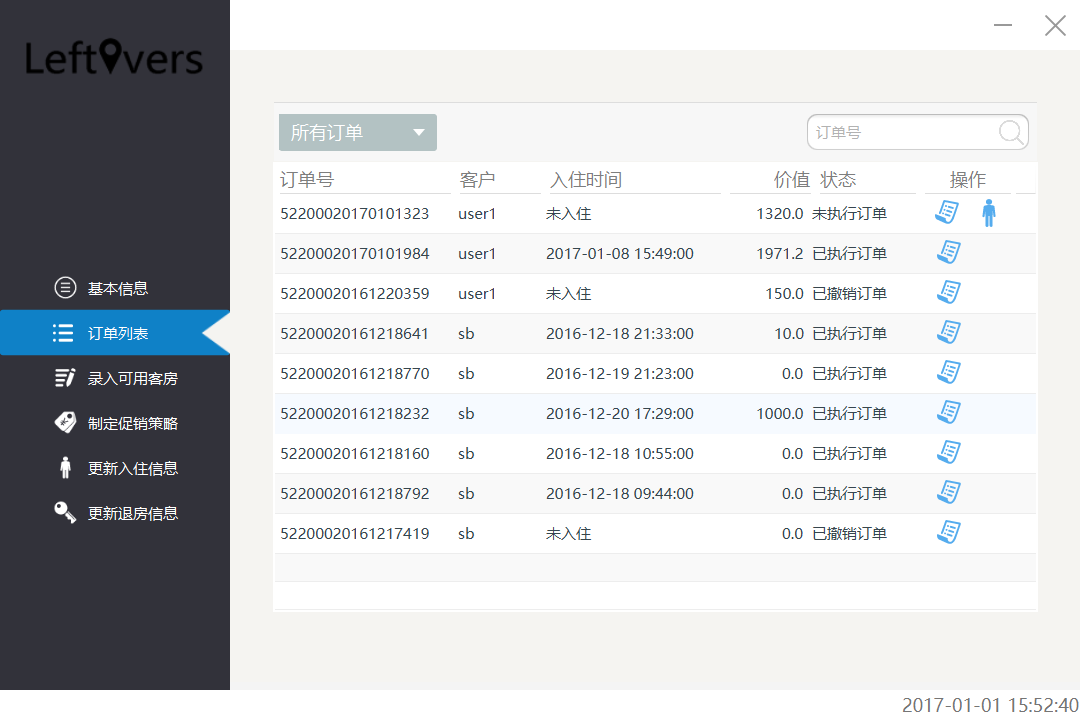 Leftovers
基本信息
订单列表
录入可用客房
制定促销策略
更新入住信息
更新退房信息
所有订单 订单号
订单号 客户 入住时间 价值 状态 操作
52200020170101323 user1 未入住 1320.0 未执行订单
52200020170101984 user1 2017-01-08 15:49:00 1971.2 已执行订单
52200020161220359 user1 未入住 150.0 已撤销订单
52200020161218641 sb 2016-12-18 21:33:00 10.0 已执行订单
52200020161218770 sb 2016-12-19 21:23:00 0.0 已执行订单
52200020161218232 sb 2016-12-20 17:29:00 1000.0 已执行订单
52200020161218160 sb 2016-12-18 10:55:00 0.0 已执行订单
52200020161218792 sb 2016-12-18 09:44:00 0.0 已执行订单
52200020161217419 sb 未入住 0.0 已撤销订单
2017-01-01 15:52:40